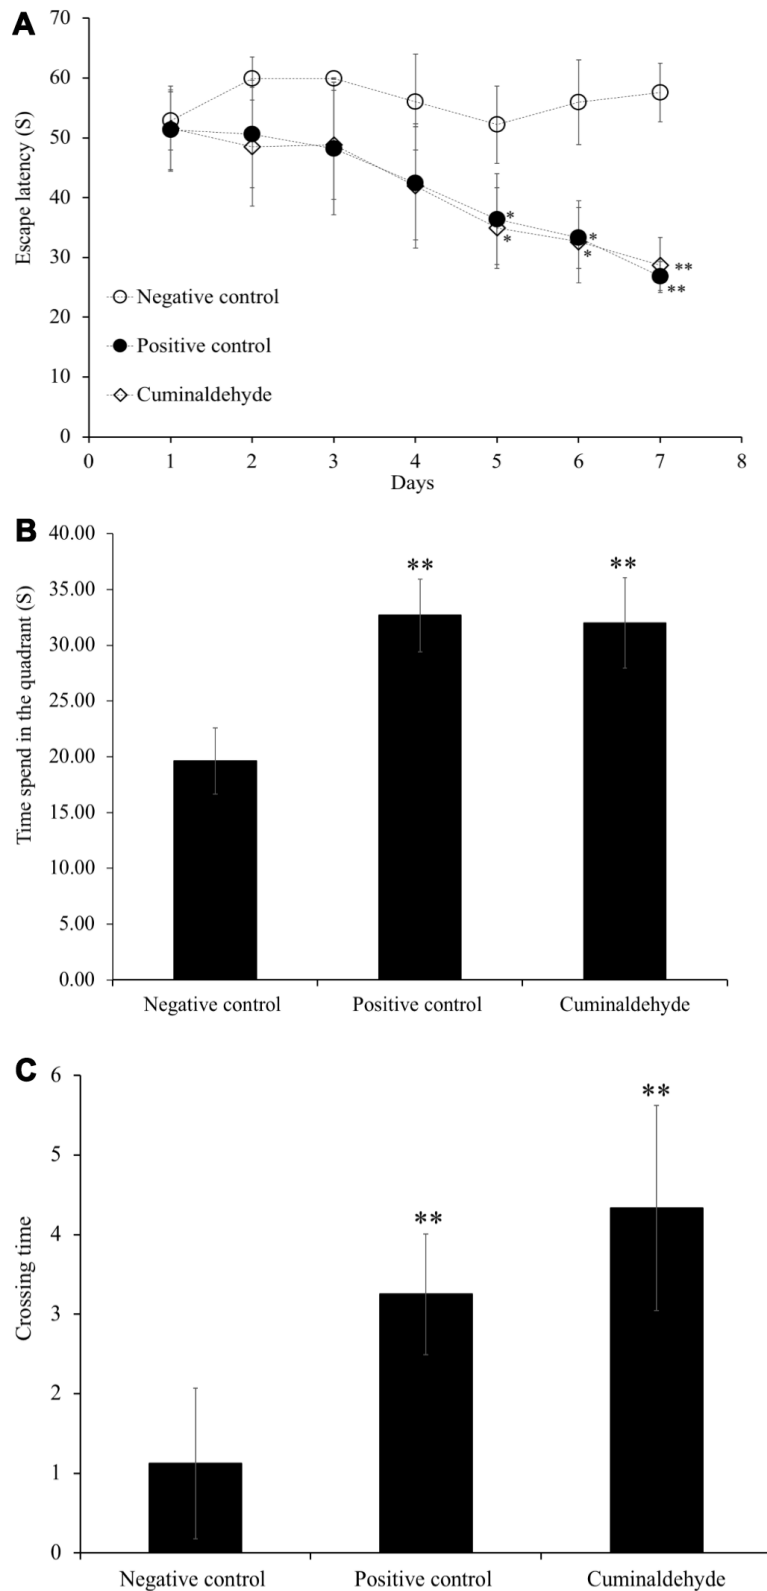 A
70
60
50
40
30
20
10
0
Escape latency (S)
Negative control
Positive control
Cuminaldehyde
*
*
*
*
**
**
0 1 2 3 4 5 6 7 8
Days
B
40.00
35.00
30.00
25.00
20.00
15.00
10.00
5.00
0.00
Time spend in the quadrant (S)
** **
Negative control Positive control Cuminaldehyde
C
6
5
4
3
2
1
0
Crossing time
**
**
Negative control Positive control Cuminaldehyde